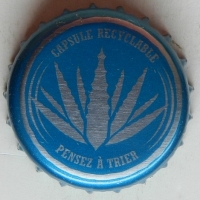 CAPSULE RECYCLABLE
PENSEZ À TRIER